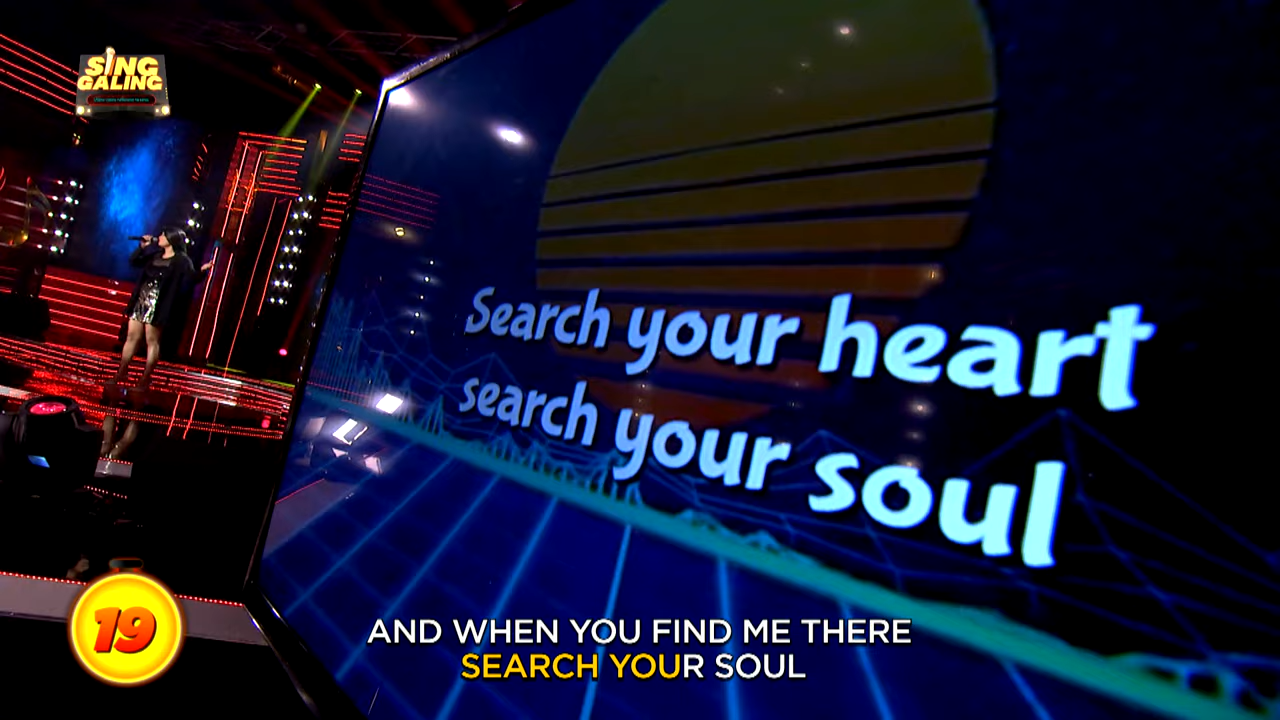 SING
GALING
Search your heart
search your soul
19
AND WHEN YOU FIND ME THERE
SEARCH YOUR SOUL